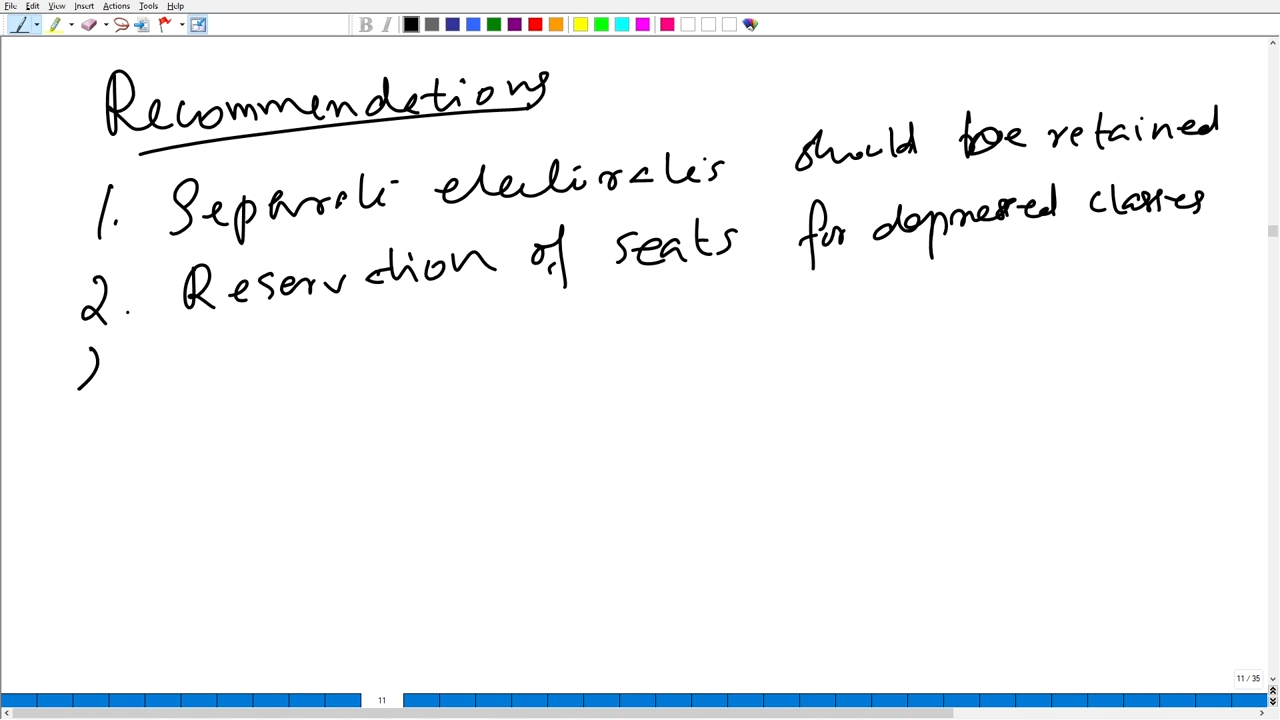 File Edit View Insert Actions Tools Help
B I
Recommendetions
1. Separate electorates should be retained
2. Reservation of seats for depressed classes
11 / 35
11